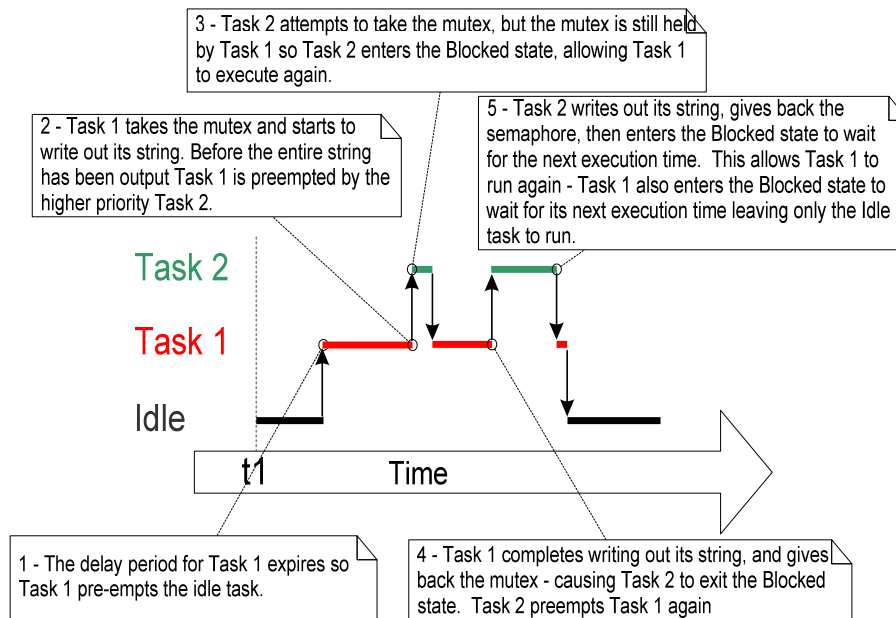 3 - Task 2 attempts to take the mutex, but the mutex is still held
by Task 1 so Task 2 enters the Blocked state, allowing Task 1
to execute again.
2 - Task 1 takes the mutex and starts to
write out its string. Before the entire string
has been output Task 1 is preempted by the
higher priority Task 2.
5 - Task 2 writes out its string, gives back the
semaphore, then enters the Blocked state to wait
for the next execution time. This allows Task 1 to
run again - Task 1 also enters the Blocked state to
wait for its next execution time leaving only the Idle
task to run.
Task 2
Task 1
Idle
t1
Time
1 - The delay period for Task 1 expires so
Task 1 pre-empts the idle task.
4 - Task 1 completes writing out its string, and gives
back the mutex - causing Task 2 to exit the Blocked
state. Task 2 preempts Task 1 again